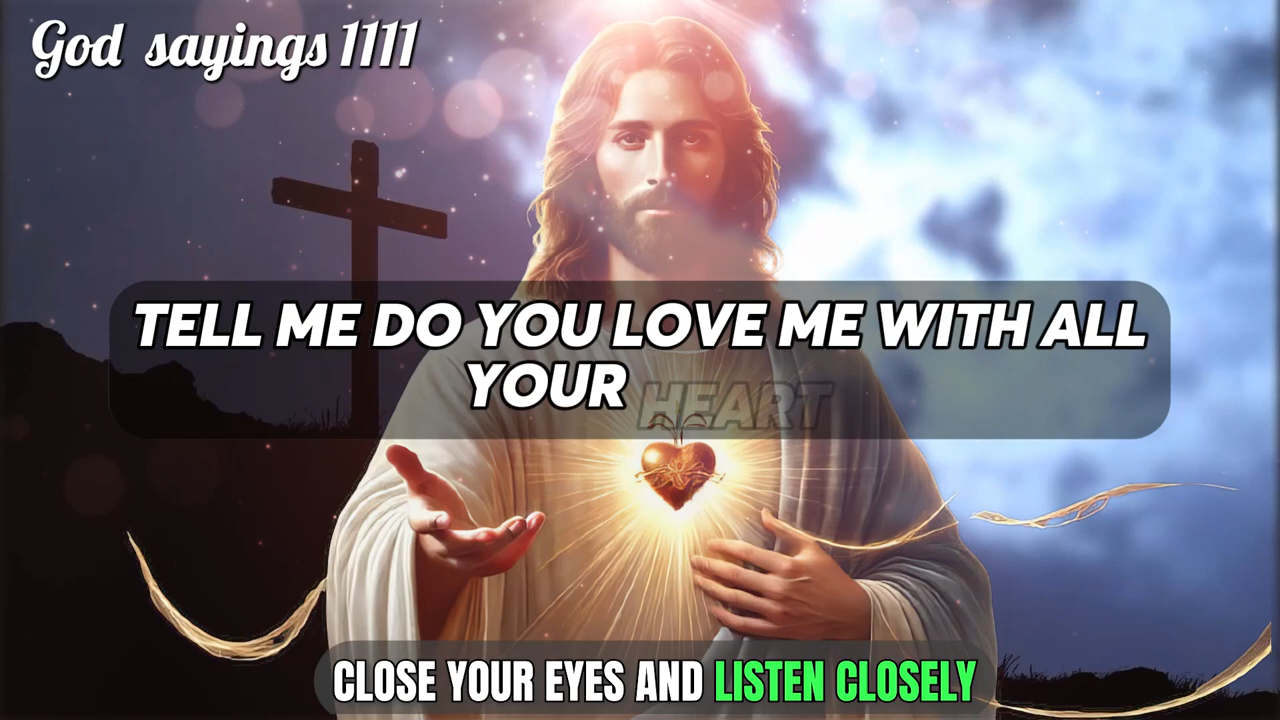 God sayings 1111
TELL ME DO YOU LOVE ME WITH ALL
YOUR HEART
CLOSE YOUR EYES AND LISTEN CLOSELY